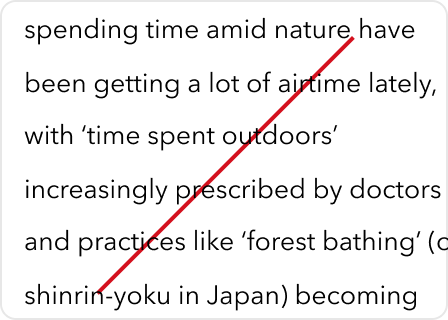 spending time amid nature have
been getting a lot of airtime lately,
with ‘time spent outdoors’
increasingly prescribed by doctors
and practices like ‘forest bathing’ (
shinrin-yoku in Japan) becoming